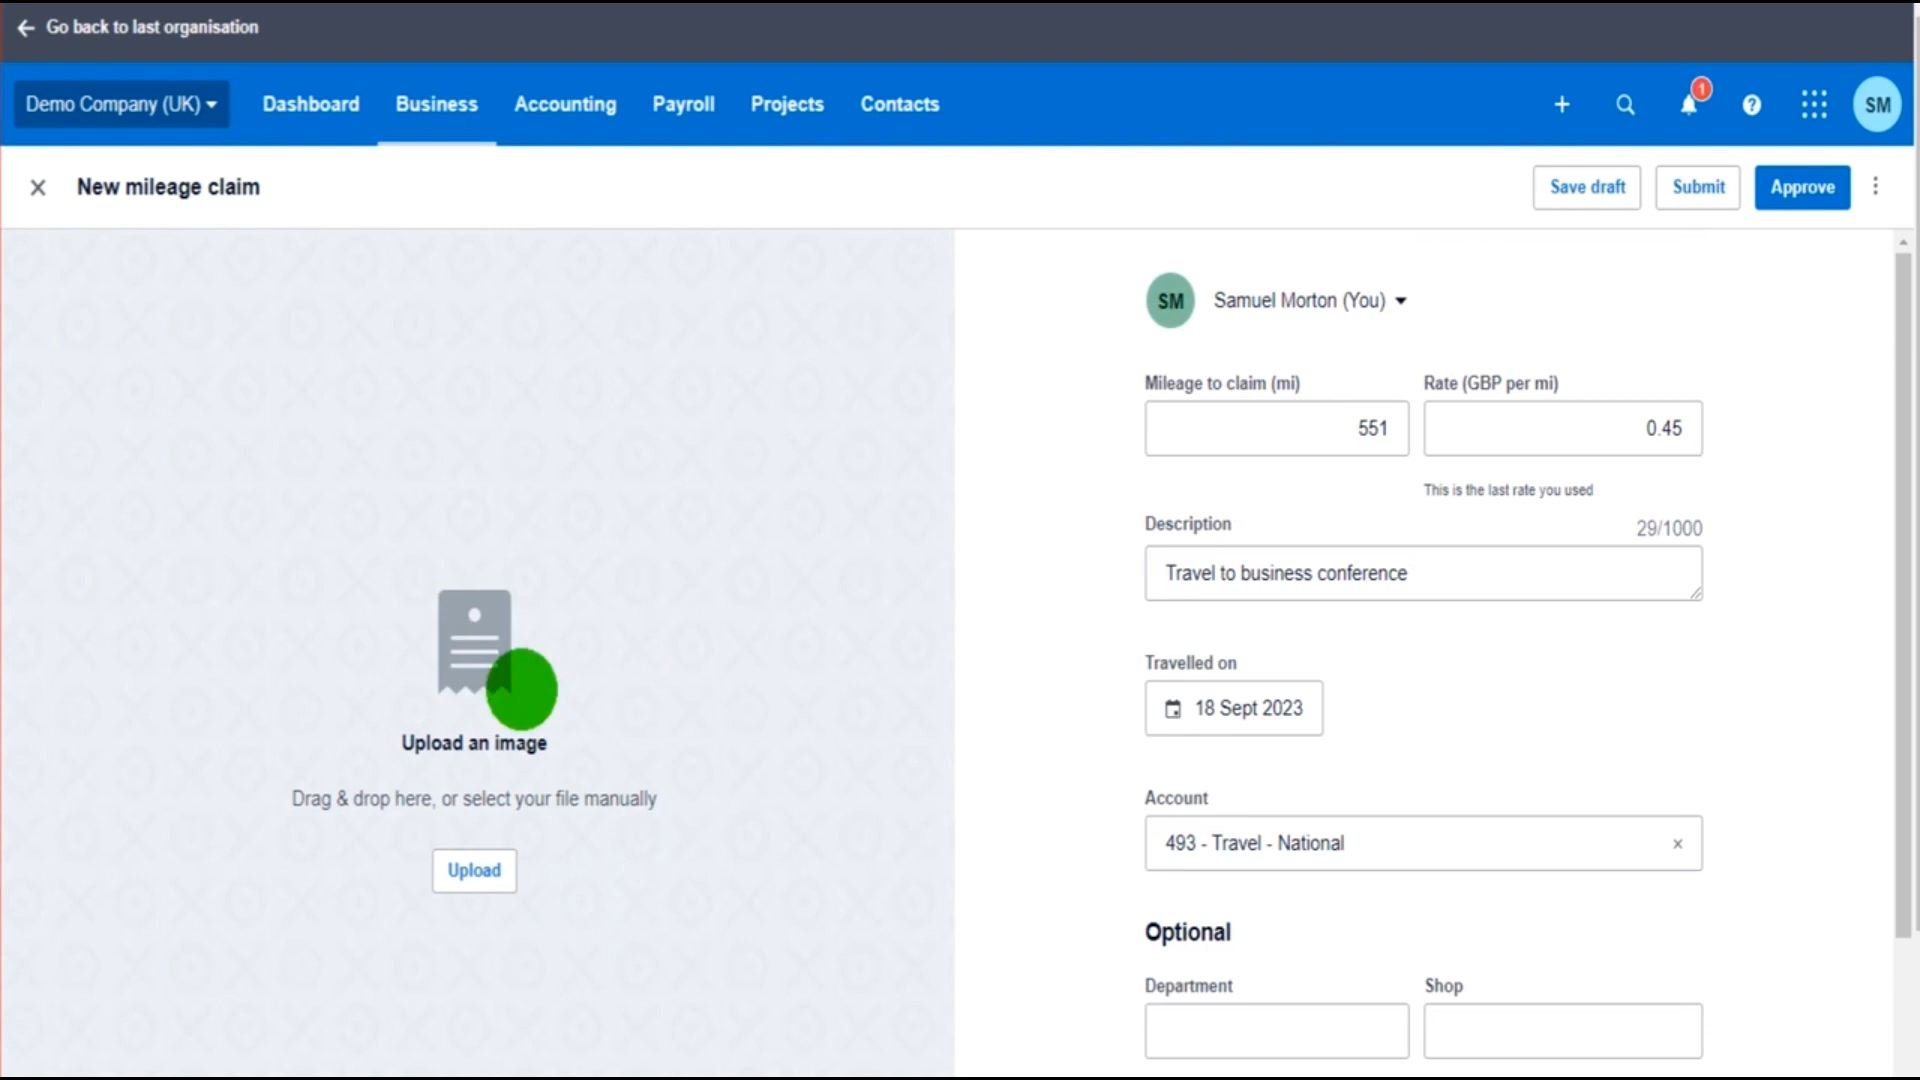 Go back to last organisation
Demo Company (UK)
Dashboard
Business
Accounting
Payroll
Projects
Contacts
1
SM
New mileage claim
Save draft
Submit
Approve
SM
Samuel Morton (You)
Mileage to claim (mi)
Rate (GBP per mi)
551
0.45
This is the last rate you used
Description
29/1000
Travel to business conference
Travelled on
18 Sept 2023
Account
493 - Travel - National
Optional
Department
Shop
Upload an image
Drag & drop here, or select your file manually
Upload